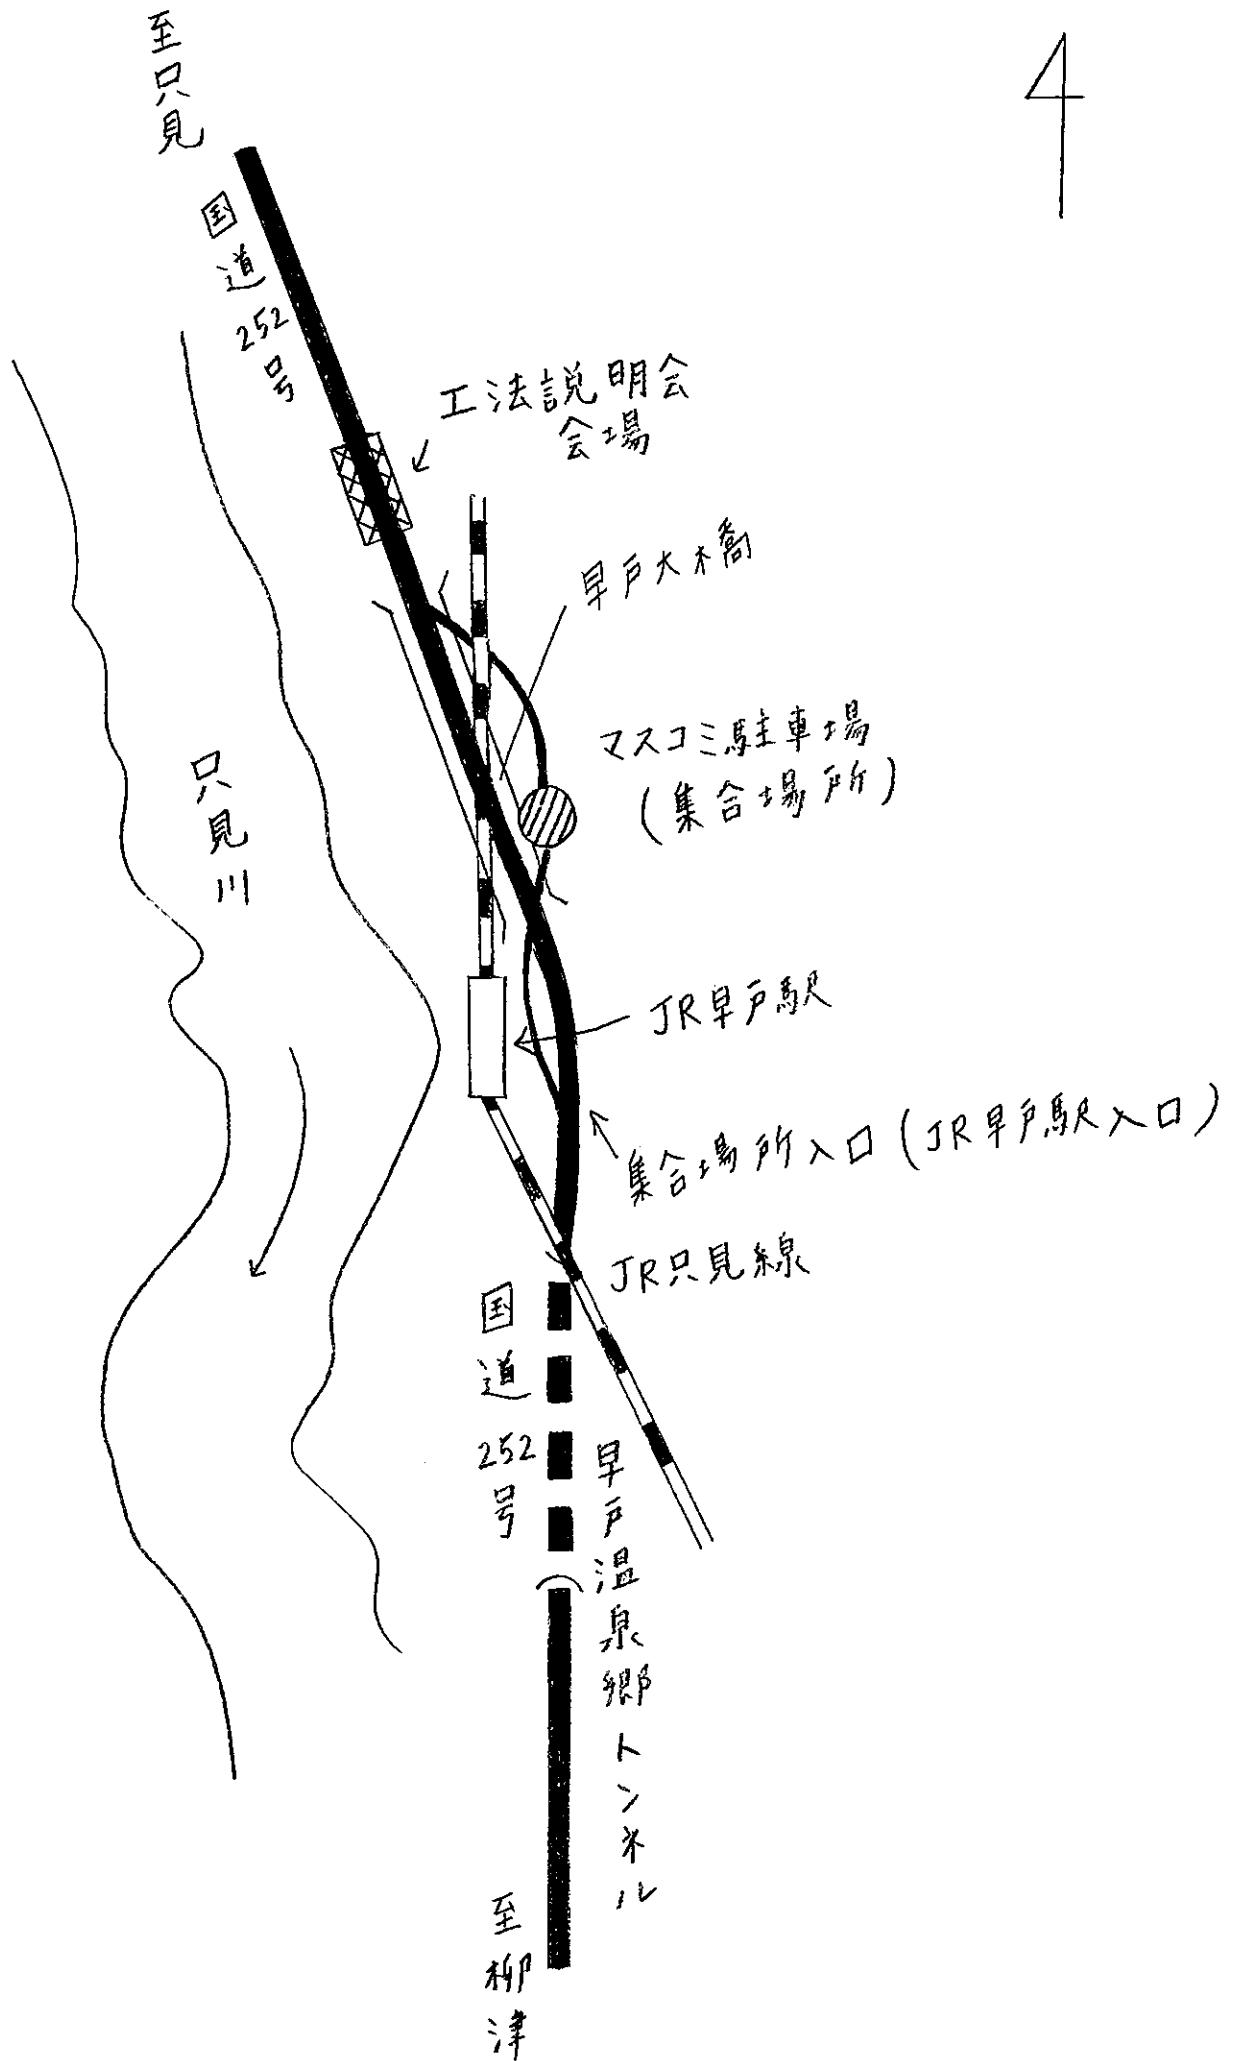 至只見
国道252号
工法説明会
会場
早戸大橋
マスコミ駐車場
(集合場所)
只見川
JR早戸駅
集合場所入口(JR早戸駅入口)
JR只見線
国道252号
早戸温泉郷トンネル
至柳津